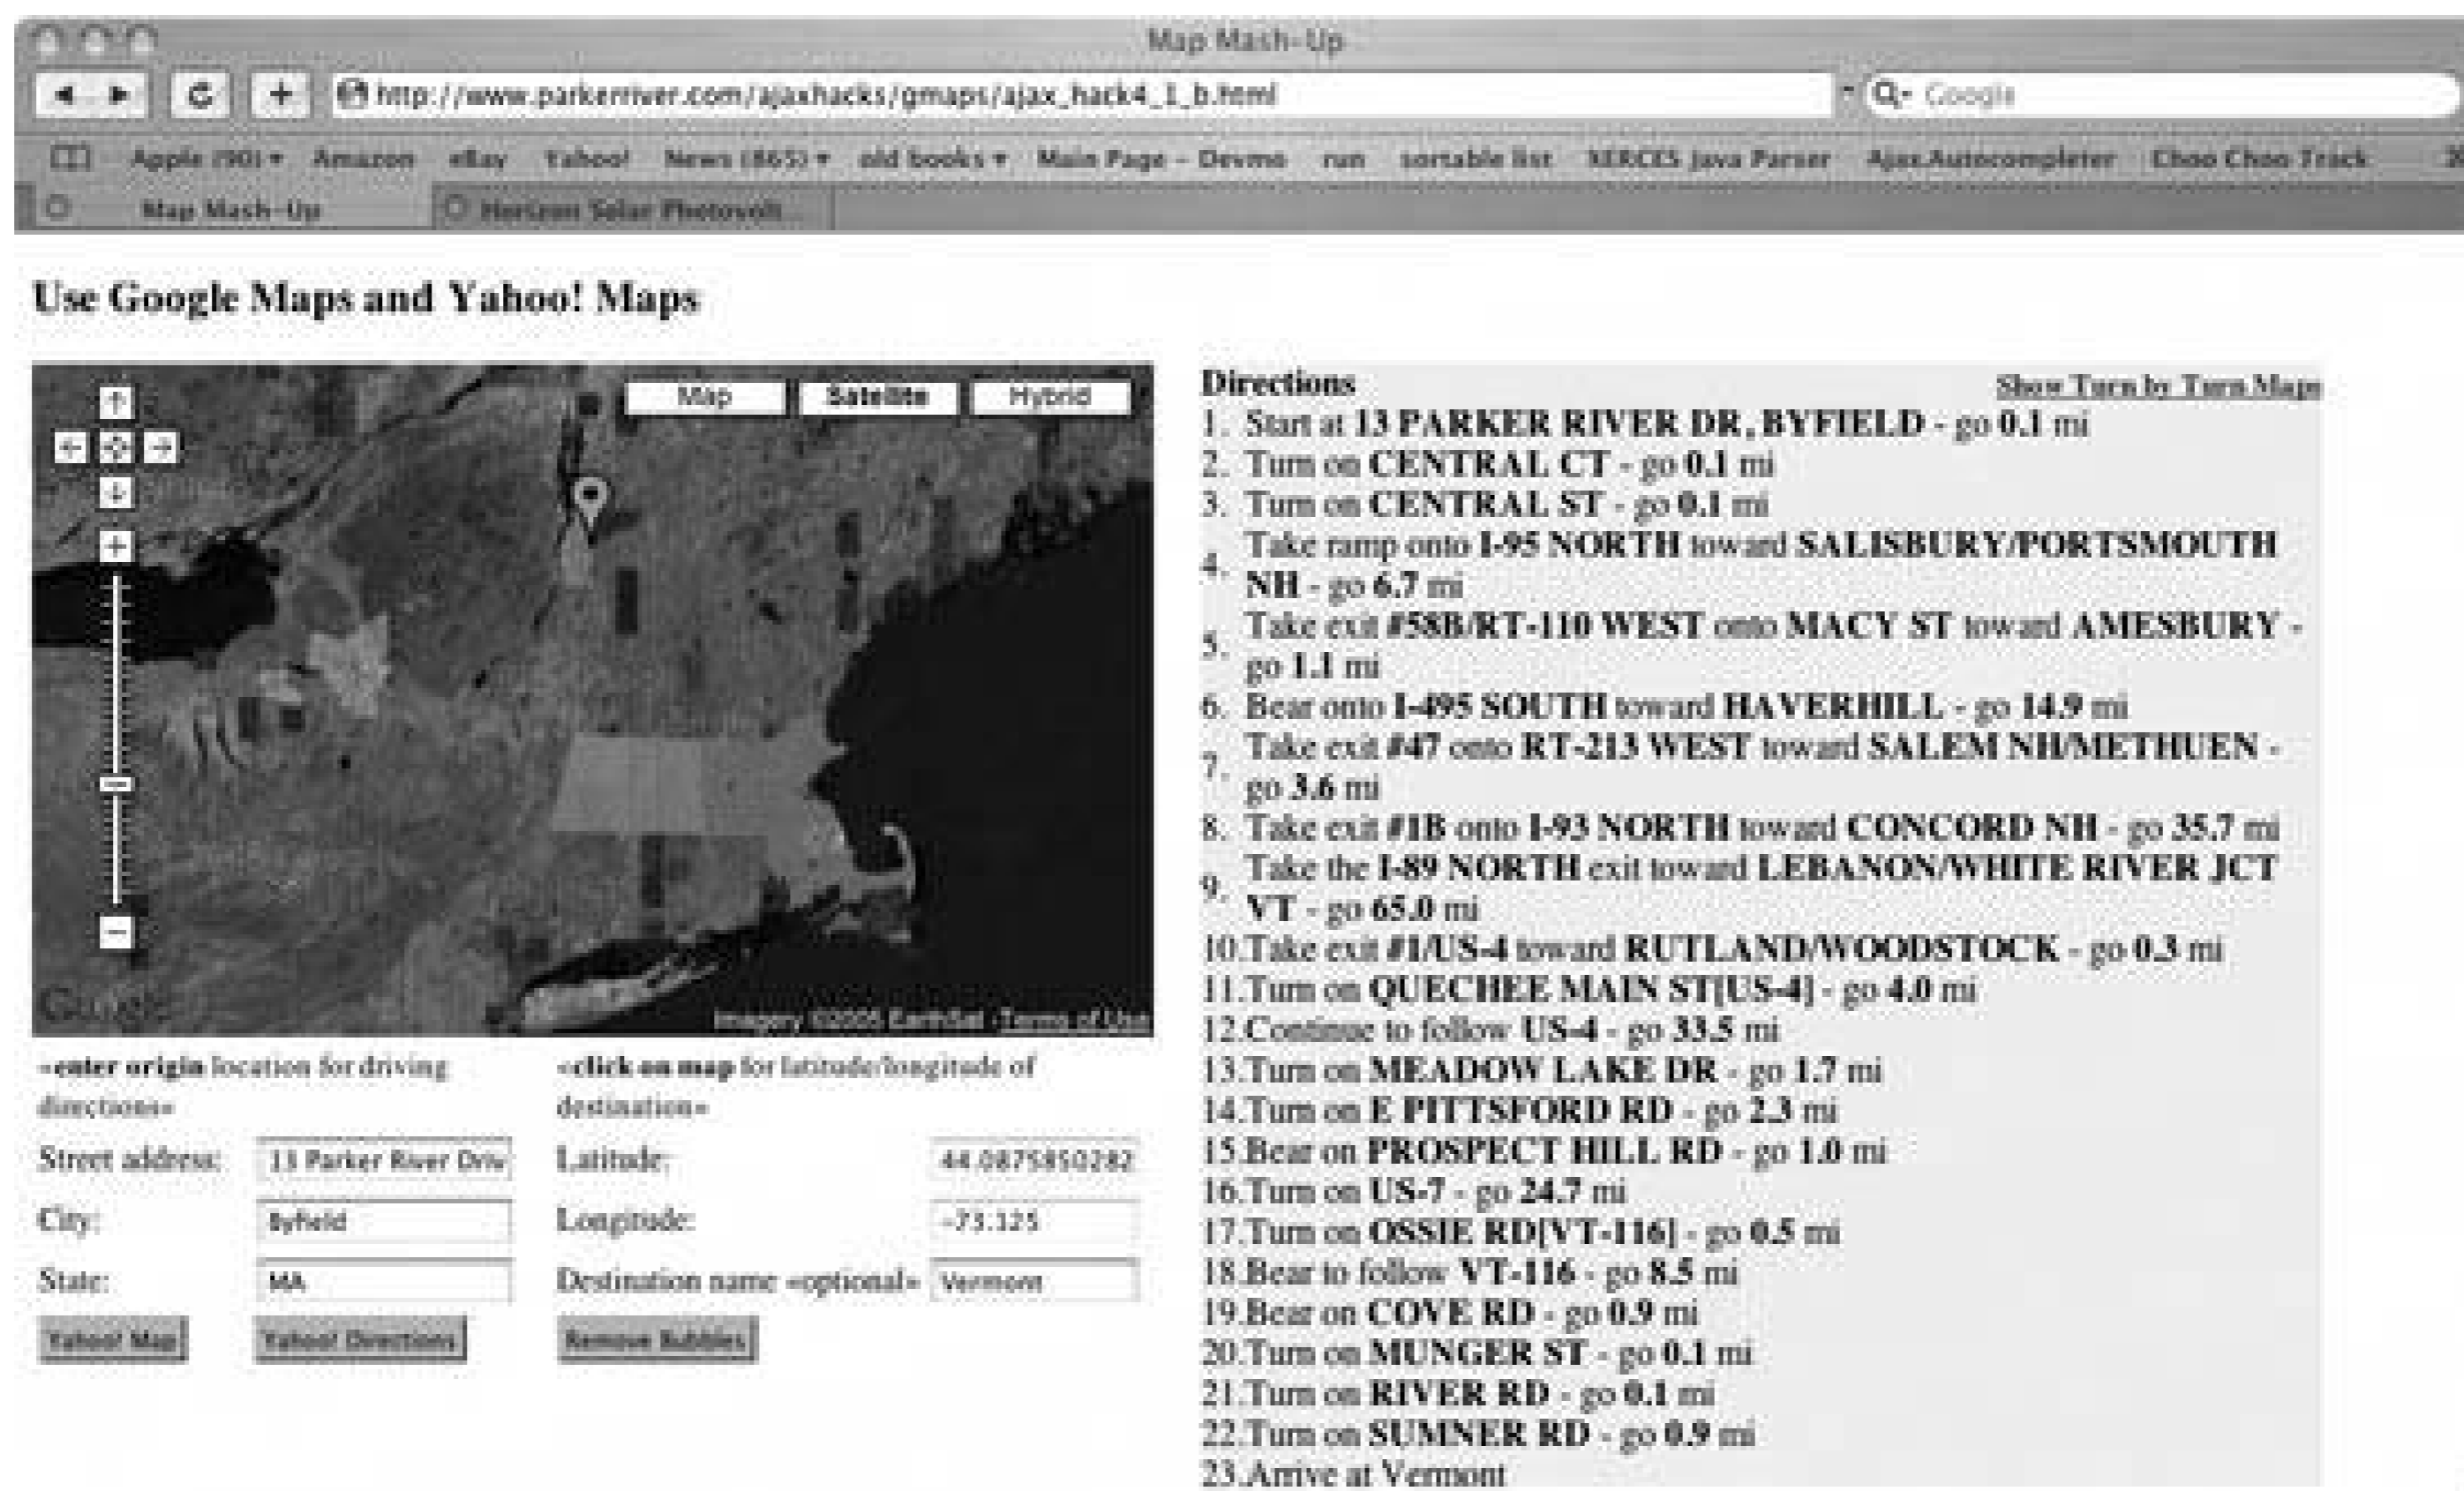 Map Mash-Up
http://www.parkerriver.com/ajaxhacks/gmaps/ajax_hack4_1_b.html
Google
Apple (90) Amazon eBay Yahoo! News (865) old books Main Page - Devmo run sortable list XERCES Java Parser Ajax.Autocompleter Choo Choo Track
Map Mash-Up Horizon Solar Photovolt...
Use Google Maps and Yahoo! Maps
Map Satellite Hybrid
Google
Imagery ©2005 EarthSat - Terms of Use
«enter origin location for driving
directions»
«click on map for latitude/longitude of
destination»
Street address: 13 Parker River Driv
Latitude: 44.0875850282
City: Byfield
Longitude: -73.125
State: MA
Destination name «optional» Vermont
Yahoo! Map Yahoo! Directions Remove Bubbles
Directions Show Turn by Turn Maps
1. Start at 13 PARKER RIVER DR, BYFIELD - go 0.1 mi
2. Turn on CENTRAL CT - go 0.1 mi
3. Turn on CENTRAL ST - go 0.1 mi
4. Take ramp onto I-95 NORTH toward SALISBURY/PORTSMOUTH
NH - go 6.7 mi
5. Take exit #58B/RT-110 WEST onto MACY ST toward AMESBURY -
go 1.1 mi
6. Bear onto I-495 SOUTH toward HAVERHILL - go 14.9 mi
7. Take exit #47 onto RT-213 WEST toward SALEM NH/METHUEN -
go 3.6 mi
8. Take exit #1B onto I-93 NORTH toward CONCORD NH - go 35.7 mi
9. Take the I-89 NORTH exit toward LEBANON/WHITE RIVER JCT
VT - go 65.0 mi
10.Take exit #1/US-4 toward RUTLAND/WOODSTOCK - go 0.3 mi
11.Turn on QUECHEE MAIN ST[US-4] - go 4.0 mi
12.Continue to follow US-4 - go 33.5 mi
13.Turn on MEADOW LAKE DR - go 1.7 mi
14.Turn on E PITTSFORD RD - go 2.3 mi
15.Bear on PROSPECT HILL RD - go 1.0 mi
16.Turn on US-7 - go 24.7 mi
17.Turn on OSSIE RD[VT-116] - go 0.5 mi
18.Bear to follow VT-116 - go 8.5 mi
19.Bear on COVE RD - go 0.9 mi
20.Turn on MUNGER ST - go 0.1 mi
21.Turn on RIVER RD - go 0.1 mi
22.Turn on SUMNER RD - go 0.9 mi
23.Arrive at Vermont